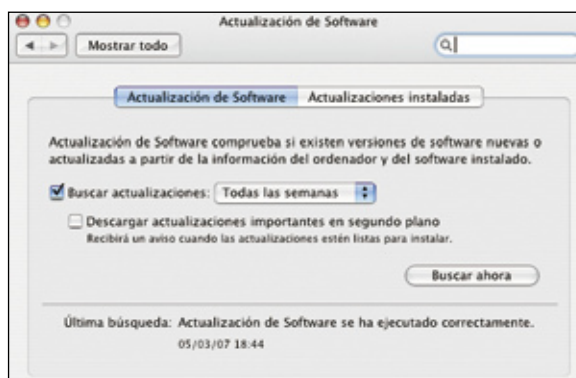 Actualización de Software
Mostrar todo
Actualización de Software Actualizaciones instaladas
Actualización de Software comprueba si existen versiones de software nuevas o
actualizadas a partir de la información del ordenador y del software instalado.
Buscar actualizaciones: Todas las semanas
Descargar actualizaciones importantes en segundo plano
Recibirá un aviso cuando las actualizaciones estén listas para instalar.
Buscar ahora
Última búsqueda: Actualización de Software se ha ejecutado correctamente.
05/03/07 18:44